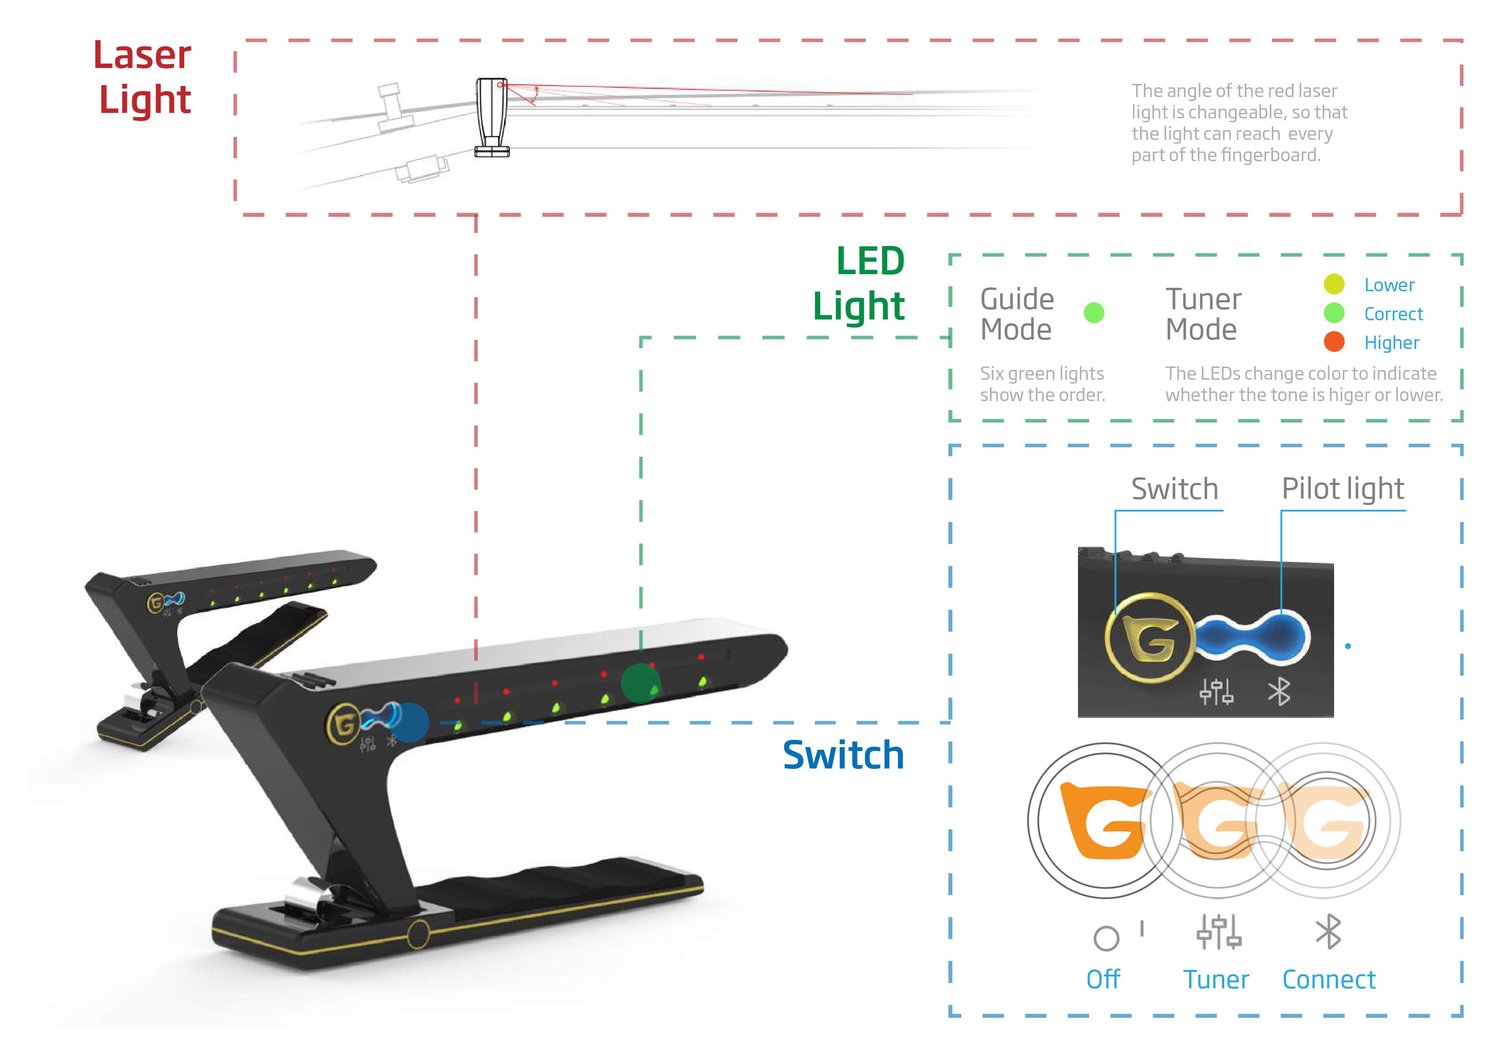 Laser
Light
The angle of the red laser
light is changeable, so that
the light can reach every
part of the fingerboard.
LED
Light
Guide
Mode
Six green lights
show the order.
Tuner
Mode
Lower
Correct
Higher
The LEDs change color to indicate
whether the tone is higer or lower.
Switch
Switch
Pilot light
G
G
G
G
G
G
Off
Tuner
Connect